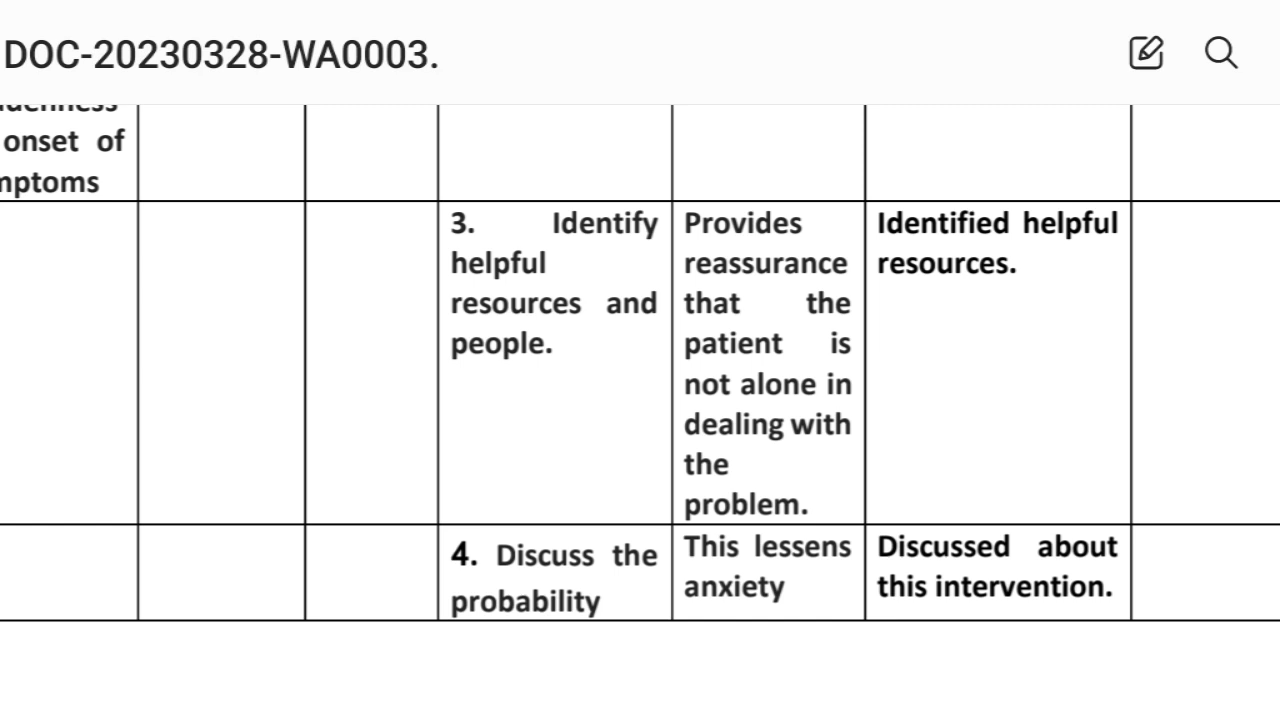 DOC-20230328-WA0003.
onset of
3. Identify
helpful
resources and
people.
Provides
reassurance
that the
patient is
not alone in
dealing with
the
problem.
Identified helpful
resources.
4. Discuss the
probability
This lessens
anxiety
Discussed about
this intervention.